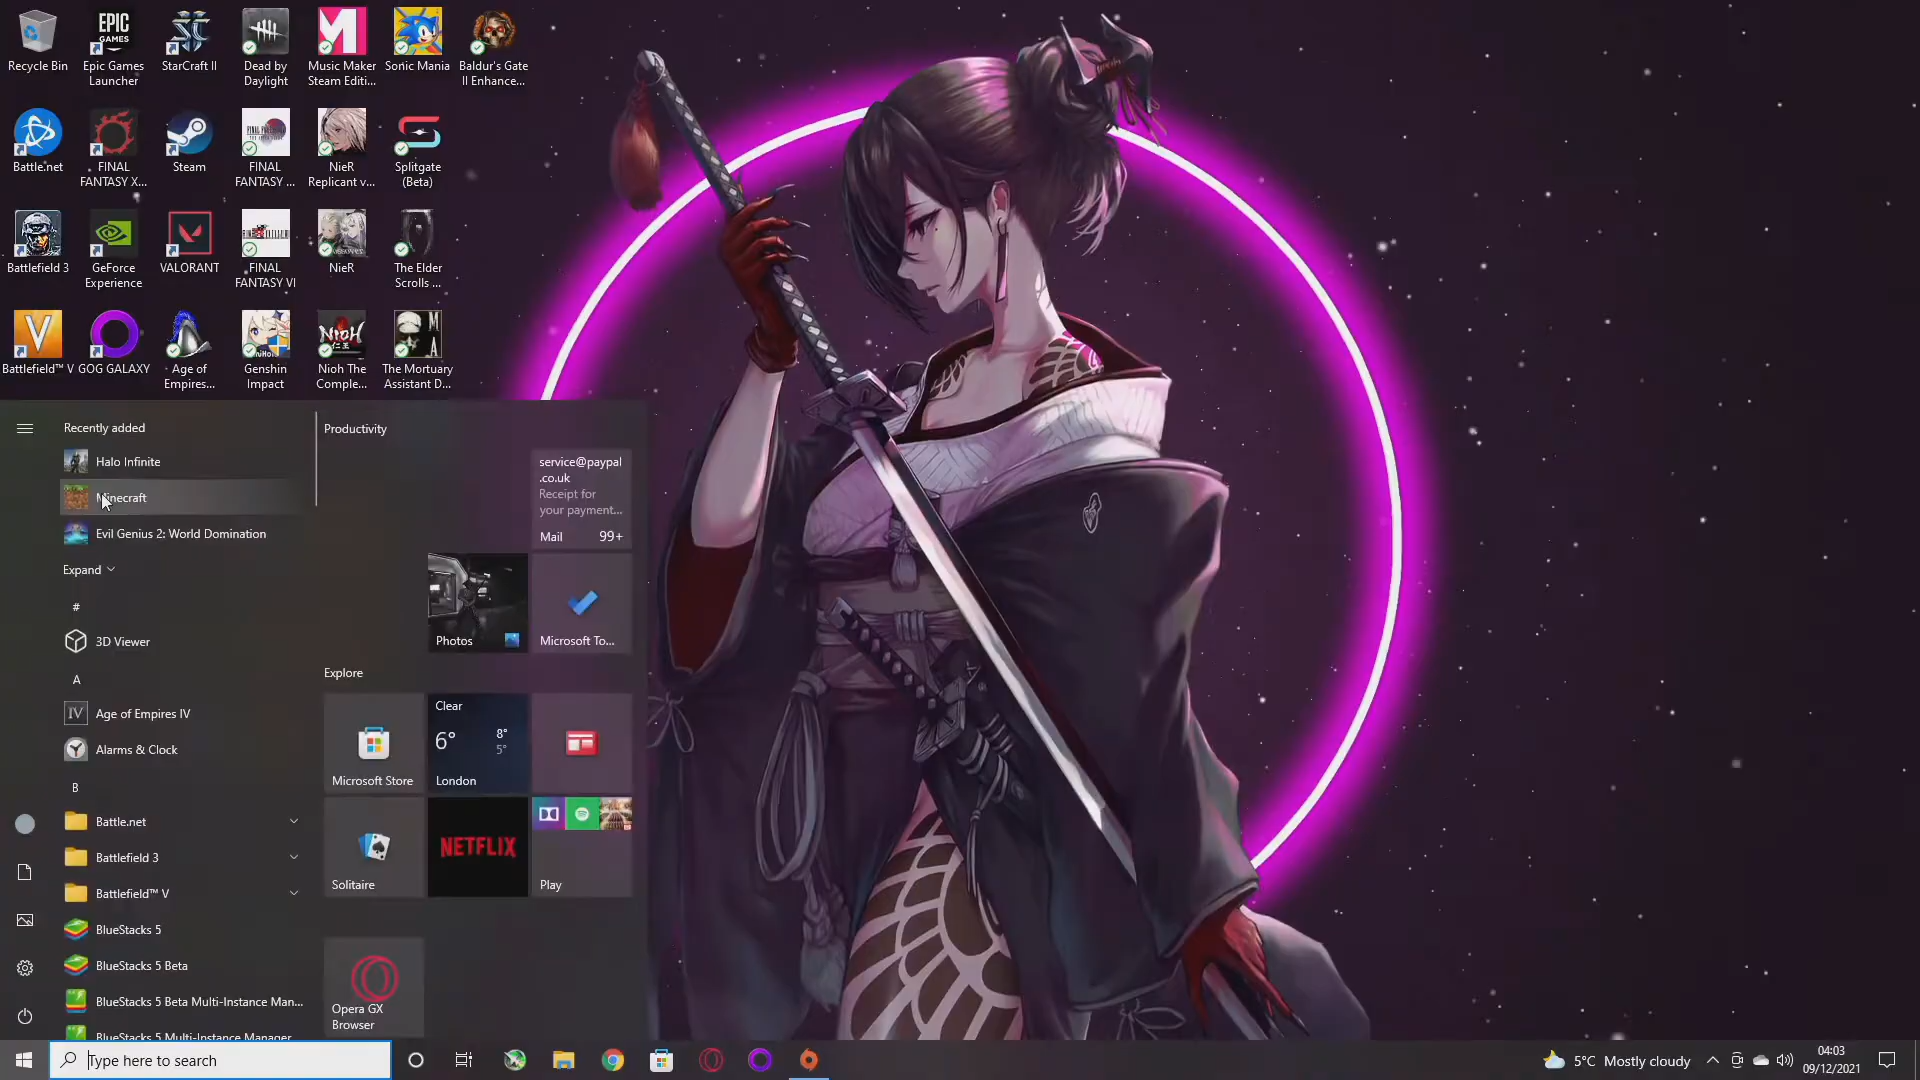 Recycle Bin
EPIC
GAMES
Epic Games
Launcher
StarCraft II
Dead by
Daylight
Music Maker
Steam Editi...
Sonic Mania
Baldur's Gate
II Enhance...
Battle.net
FINAL
FANTASY X...
Steam
FINAL
FANTASY ...
NieR
Replicant v...
Splitgate
(Beta)
Battlefield 3
GeForce
Experience
VALORANT
FINAL
FANTASY VI
NieR
The Elder
Scrolls ...
V
Battlefield™ V
GOG GALAXY
Age of
Empires...
Genshin
Impact
NIOH
仁王
Nioh The
Comple...
The Mortuary
Assistant D...
Recently added
Halo Infinite
Minecraft
Evil Genius 2: World Domination
Expand
#
3D Viewer
A
IV
Age of Empires IV
Alarms & Clock
B
Battle.net
Battlefield 3
Battlefield™ V
BlueStacks 5
BlueStacks 5 Beta
BlueStacks 5 Beta Multi-Instance Man...
BlueStacks 5 Multi-Instance Manager
Productivity
service@paypal
.co.uk
Receipt for
your payment...
Mail 99+
Photos
Microsoft To...
Explore
Microsoft Store
Clear
6° 8°
5°
London
Solitaire
NETFLIX
Play
Opera GX
Browser
Type here to search
5°C Mostly cloudy
04:03
09/12/2021